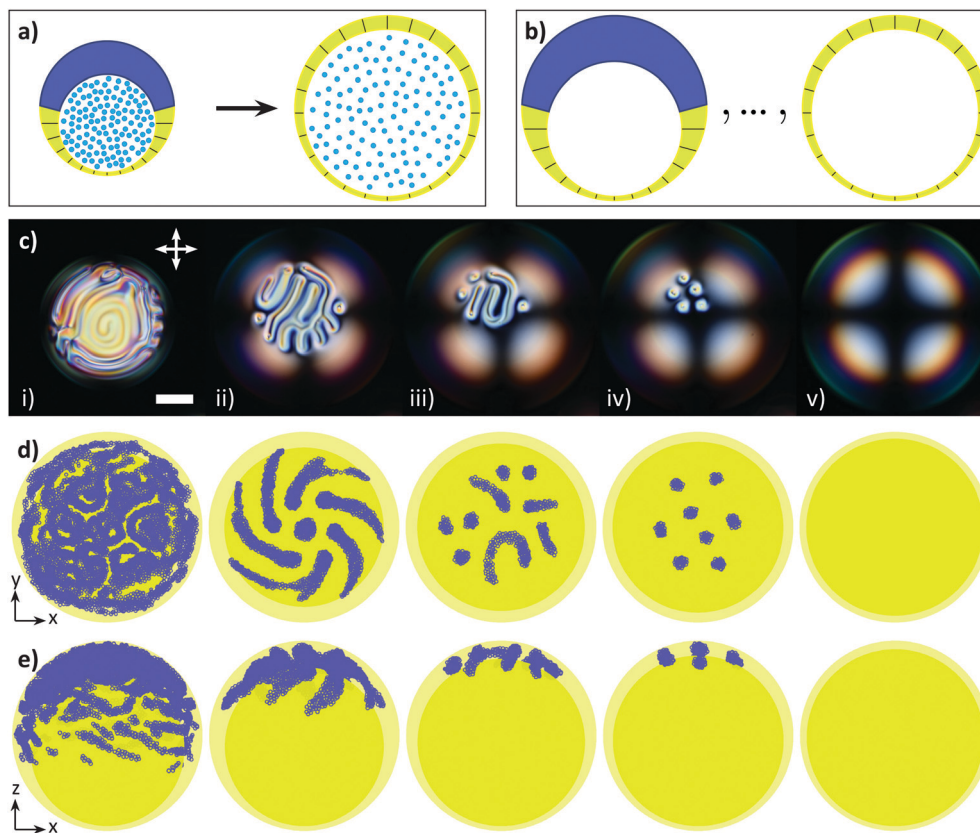 a)
b)
, ... ,
c)
i)
ii)
iii)
iv)
v)
d)
y
x
e)
z
x